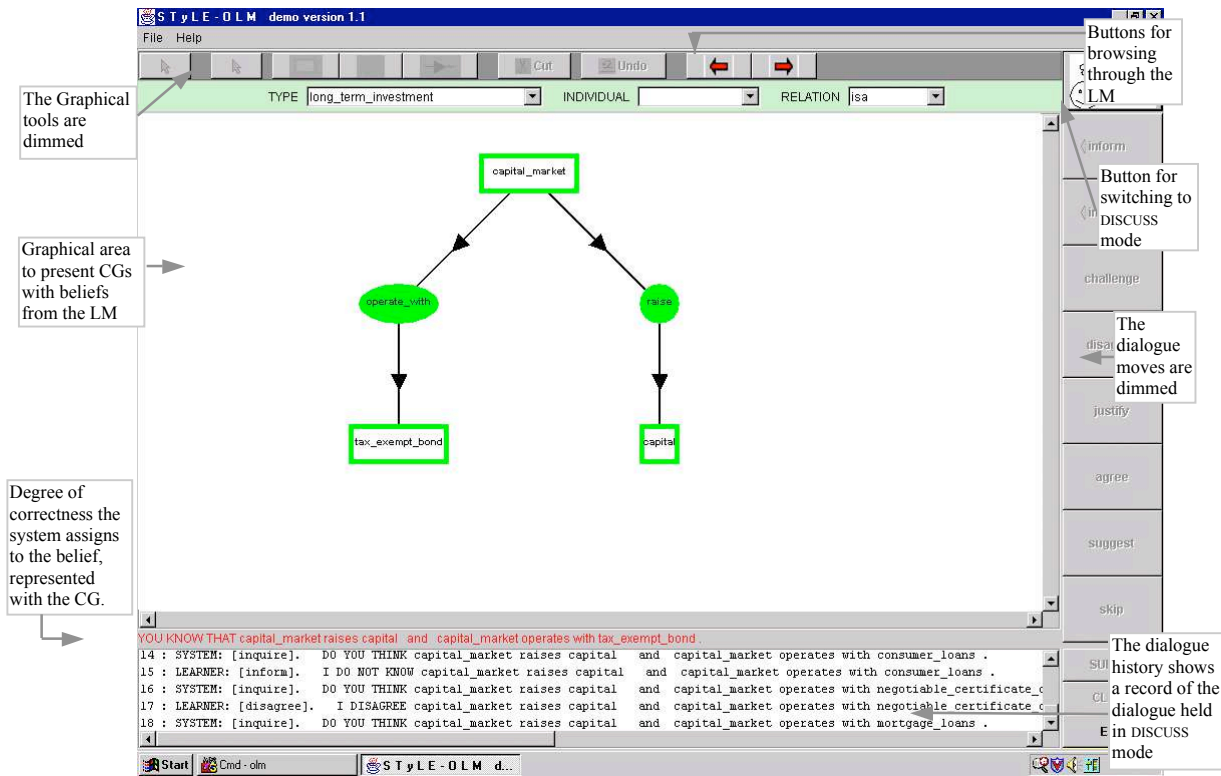 S T y L E - O L M demo version 1.1
File Help
Cut Undo
TYPE long_term_investment INDIVIDUAL RELATION isa
Buttons for
browsing
through the
LM
The Graphical
tools are
dimmed
inform
Button for
switching to
DISCUSS
mode
challenge
The
dialogue
moves are
dimmed
justify
agree
suggest
skip
Graphical area
to present CGs
with beliefs
from the LM
capital_market
operate_with
raise
tax_exempt_bond
capital
Degree of
correctness the
system assigns
to the belief,
represented
with the CG.
YOU KNOW THAT capital_market raises capital and capital_market operates with tax_exempt_bond .
14 : SYSTEM: [inquire]. DO YOU THINK capital_market raises capital and capital_market operates with consumer_loans .
15 : LEARNER: [inform]. I DO NOT KNOW capital_market raises capital and capital_market operates with consumer_loans .
16 : SYSTEM: [inquire]. DO YOU THINK capital_market raises capital and capital_market operates with negotiable_certificate_
17 : LEARNER: [disagree]. I DISAGREE capital_market raises capital and capital_market operates with negotiable_certificate_
18 : SYSTEM: [inquire]. DO YOU THINK capital_market raises capital and capital_market operates with mortgage_loans .
The dialogue
history shows
a record of the
dialogue held
in DISCUSS
mode
Start Cmd - olm S T y L E - O L M d...